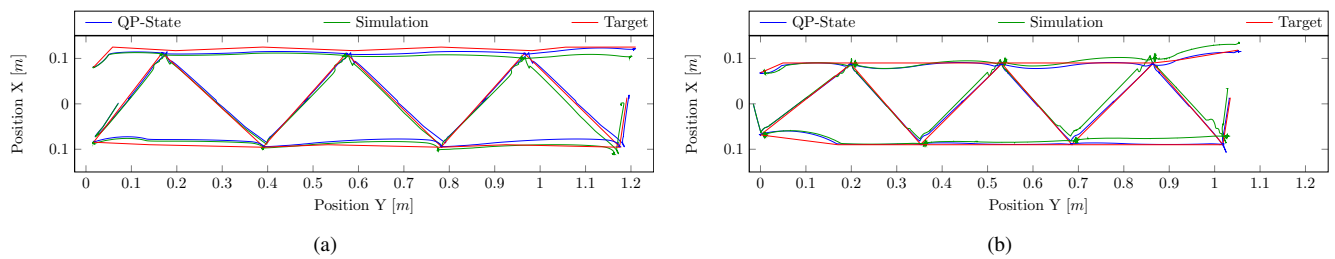 QP-State Simulation Target
0.1
0
0.1
Position X [m]
0 0.1 0.2 0.3 0.4 0.5 0.6 0.7 0.8 0.9 1 1.1 1.2
Position Y [m]
(a)
QP-State Simulation Target
0.1
0
0.1
Position X [m]
0 0.1 0.2 0.3 0.4 0.5 0.6 0.7 0.8 0.9 1 1.1 1.2
Position Y [m]
(b)